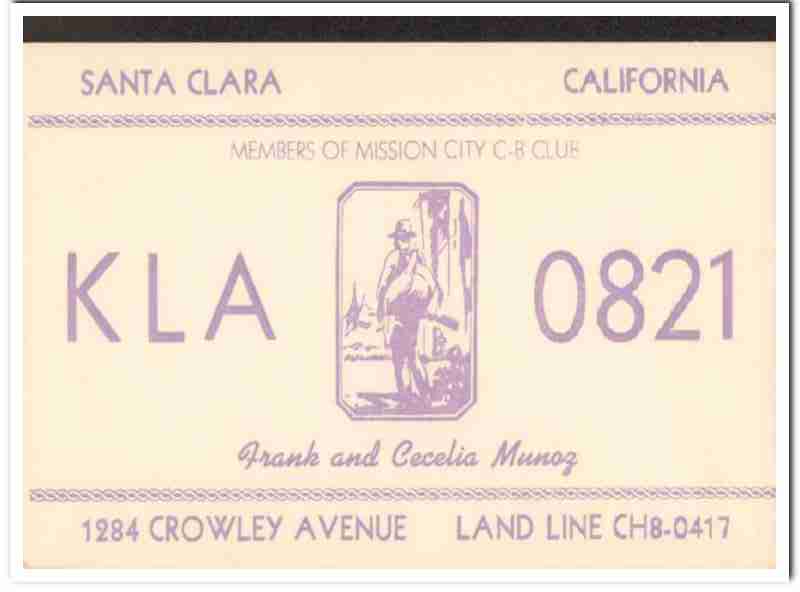 SANTA CLARA CALIFORNIA
MEMBERS OF MISSION CITY C-B CLUB
KLA 0821
Frank and Cecelia Munoz
1284 CROWLEY AVENUE LAND LINE CH8-0417